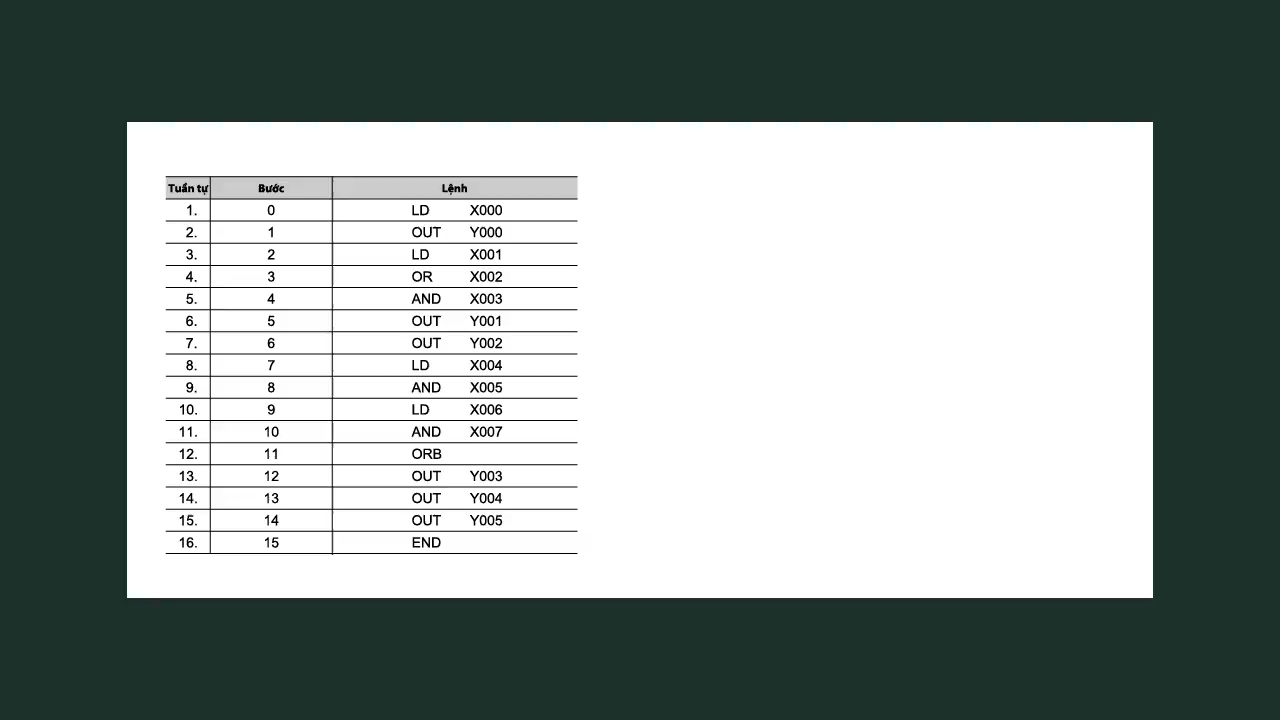 Tuần tự Bước Lệnh
1. 0 LD X000
2. 1 OUT Y000
3. 2 LD X001
4. 3 OR X002
5. 4 AND X003
6. 5 OUT Y001
7. 6 OUT Y002
8. 7 LD X004
9. 8 AND X005
10. 9 LD X006
11. 10 AND X007
12. 11 ORB
13. 12 OUT Y003
14. 13 OUT Y004
15. 14 OUT Y005
16. 15 END